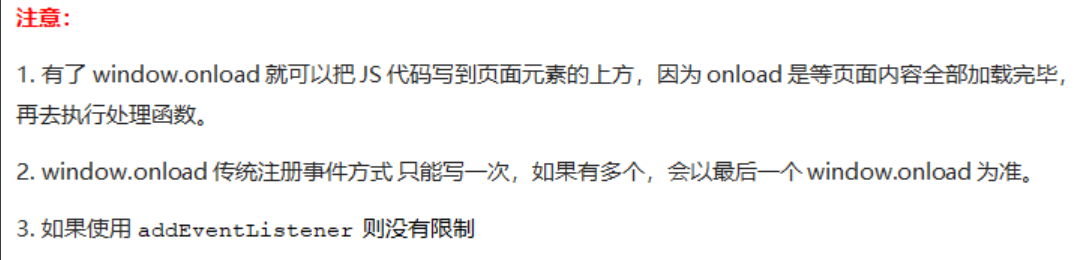 注意：
1. 有了 window.onload 就可以把 JS 代码写到页面元素的上方，因为 onload 是等页面内容全部加载完毕，
再去执行处理函数。
2. window.onload 传统注册事件方式 只能写一次，如果有多个，会以最后一个 window.onload 为准。
3. 如果使用 addEventListener 则没有限制